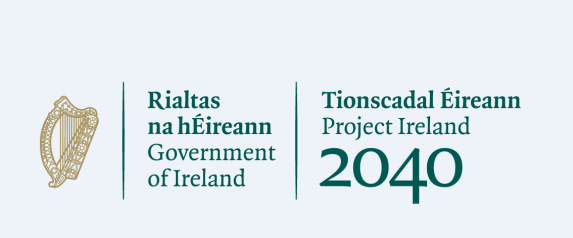 Rialtas
na hÉireann
Government
of Ireland
Tionscadal Éireann
Project Ireland
2040